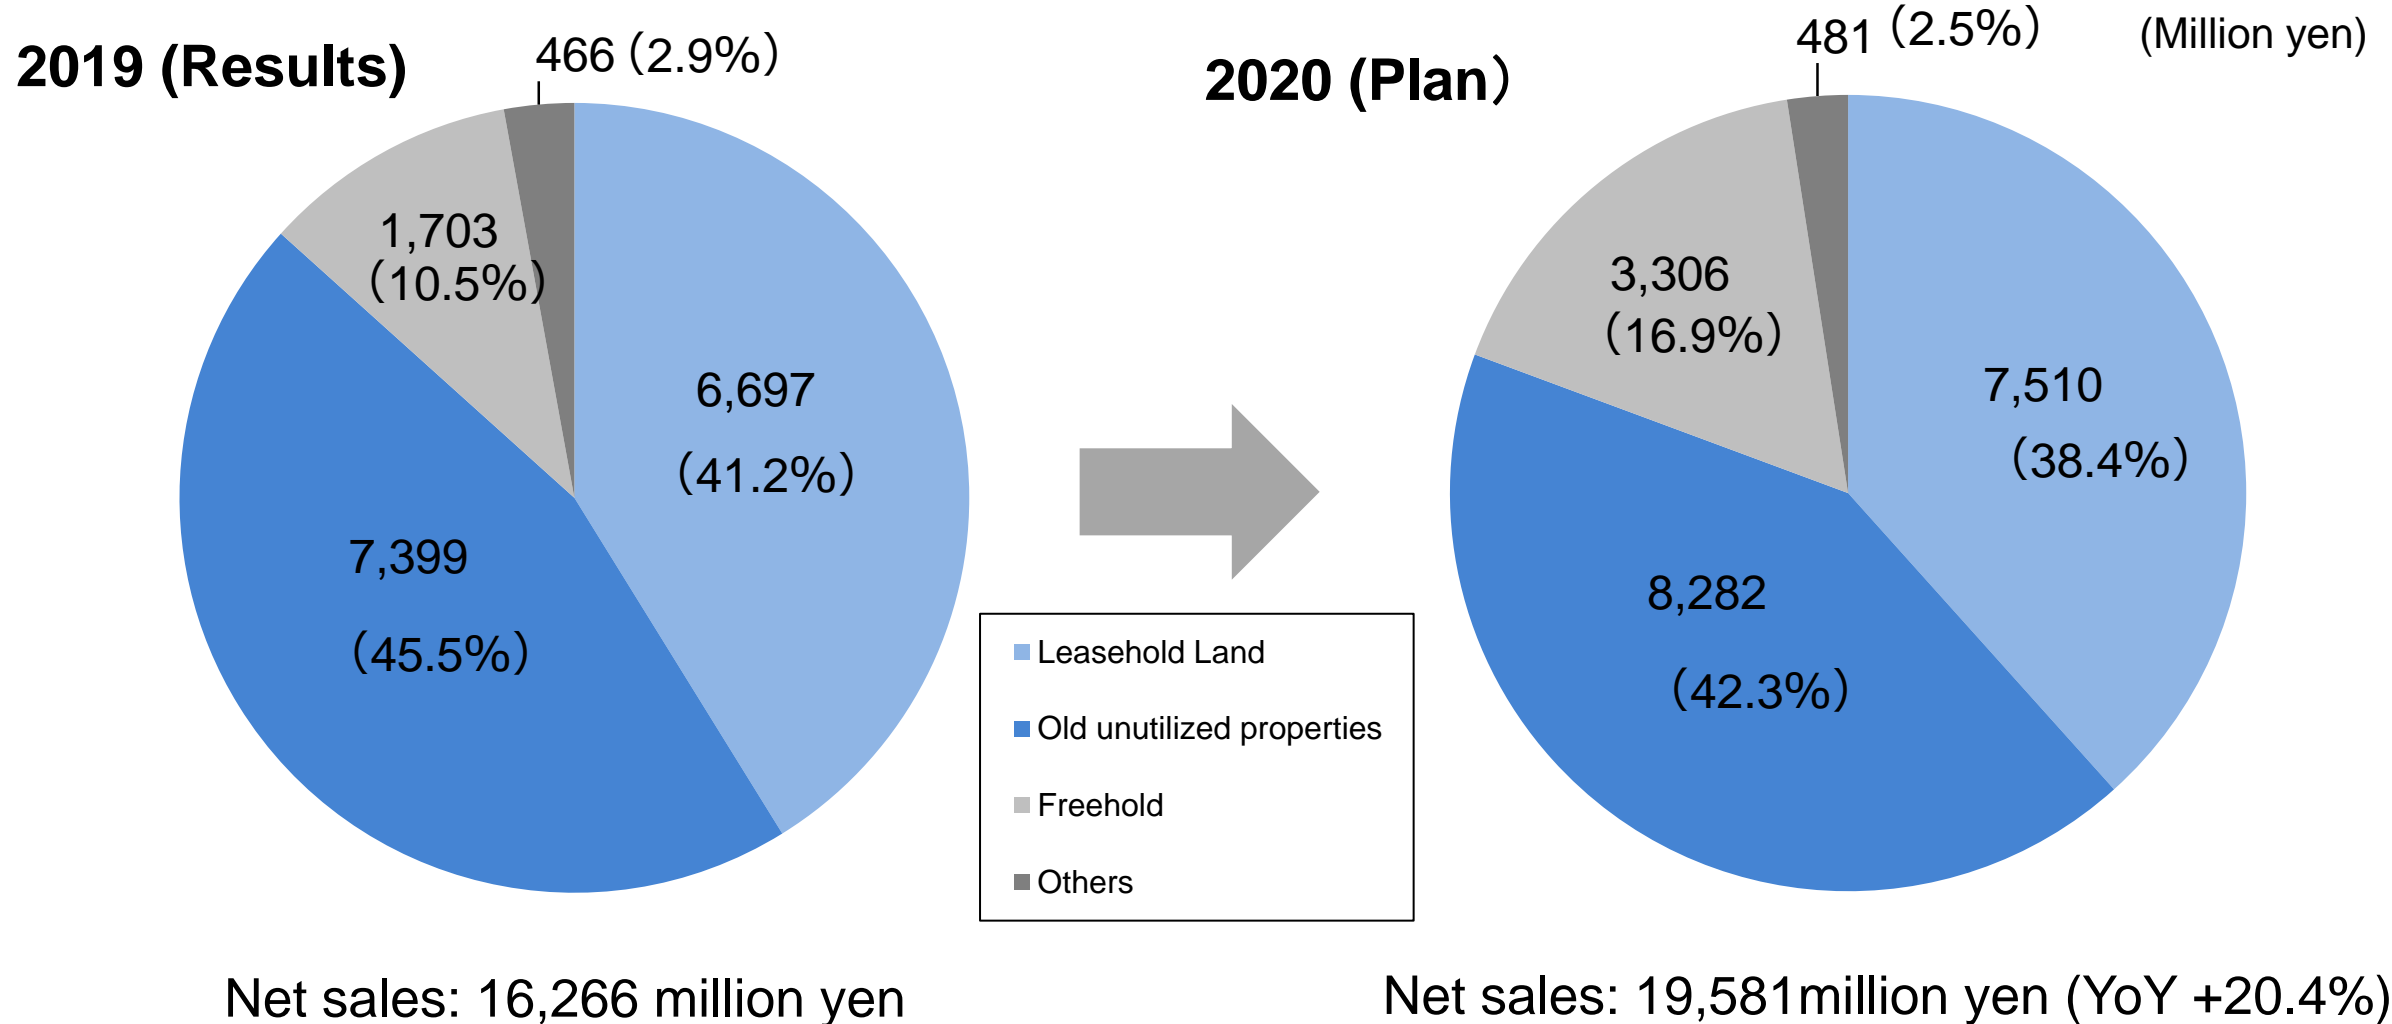 2019 (Results)
466（2.9%）
1,703
（10.5%）
6,697
（41.2%）
7,399
（45.5%）
Net sales: 16,266 million yen
Leasehold Land
Old unutilized properties
Freehold
Others
2020 (Plan）
481（2.5%）
(Million yen)
3,306
（16.9%）
7,510
（38.4%）
8,282
（42.3%）
Net sales: 19,581million yen (YoY +20.4%)